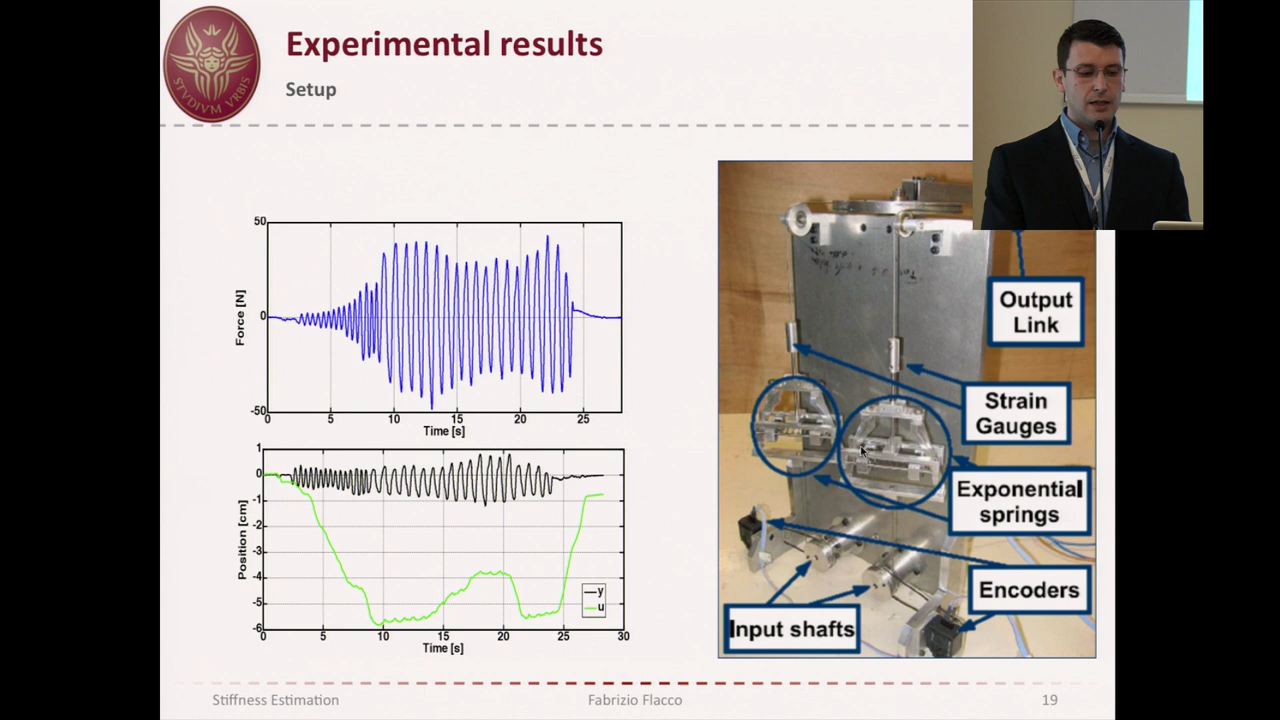 Experimental results
Setup
STVDIVM VRBIS
50
0
-50
Force [N]
0
5
10
15
20
25
Time [s]
1
0
-1
-2
-3
-4
-5
-6
Position [cm]
y
u
0
5
10
15
20
25
30
Time [s]
Output
Link
Strain
Gauges
Exponential
springs
Encoders
Input shafts
Stiffness Estimation
Fabrizio Flacco
19